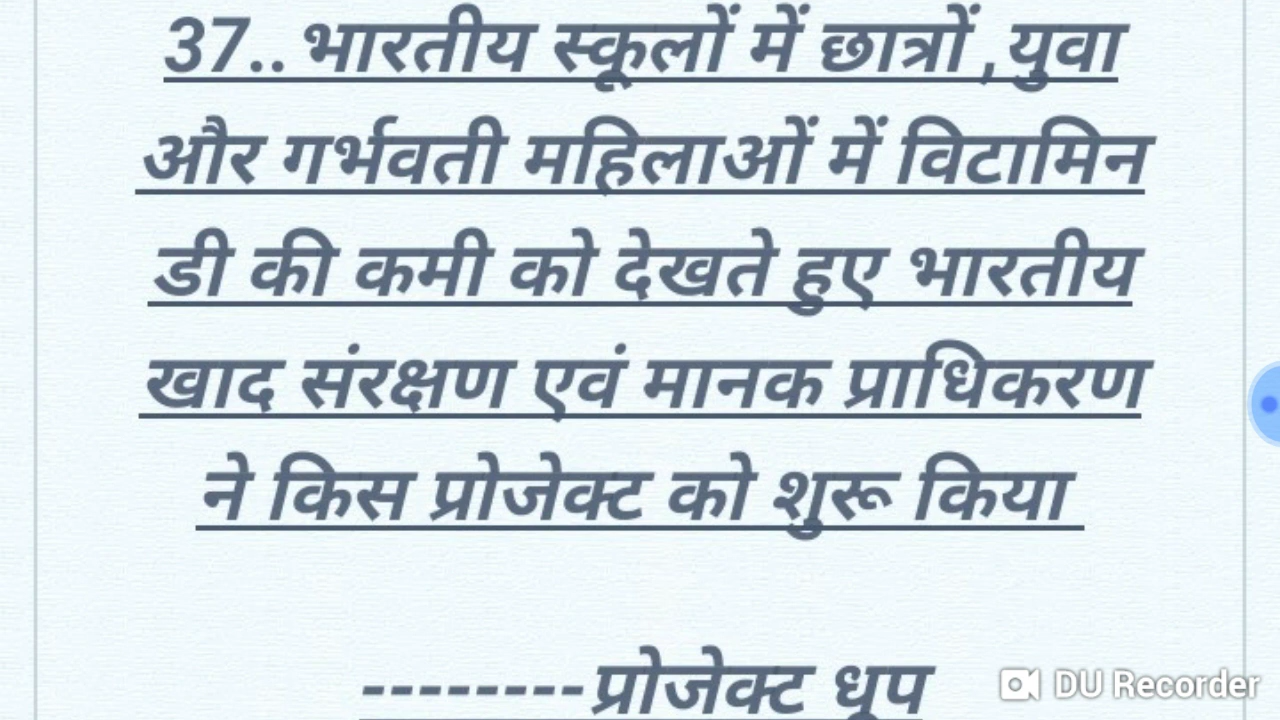 37..भारतीय स्कूलों में छात्रों ,युवा
और गर्भवती महिलाओं में विटामिन
डी की कमी को देखते हुए भारतीय
खाद संरक्षण एवं मानक प्राधिकरण
ने किस प्रोजेक्ट को शुरू किया
--------प्रोजेक्ट धूप
DU Recorder